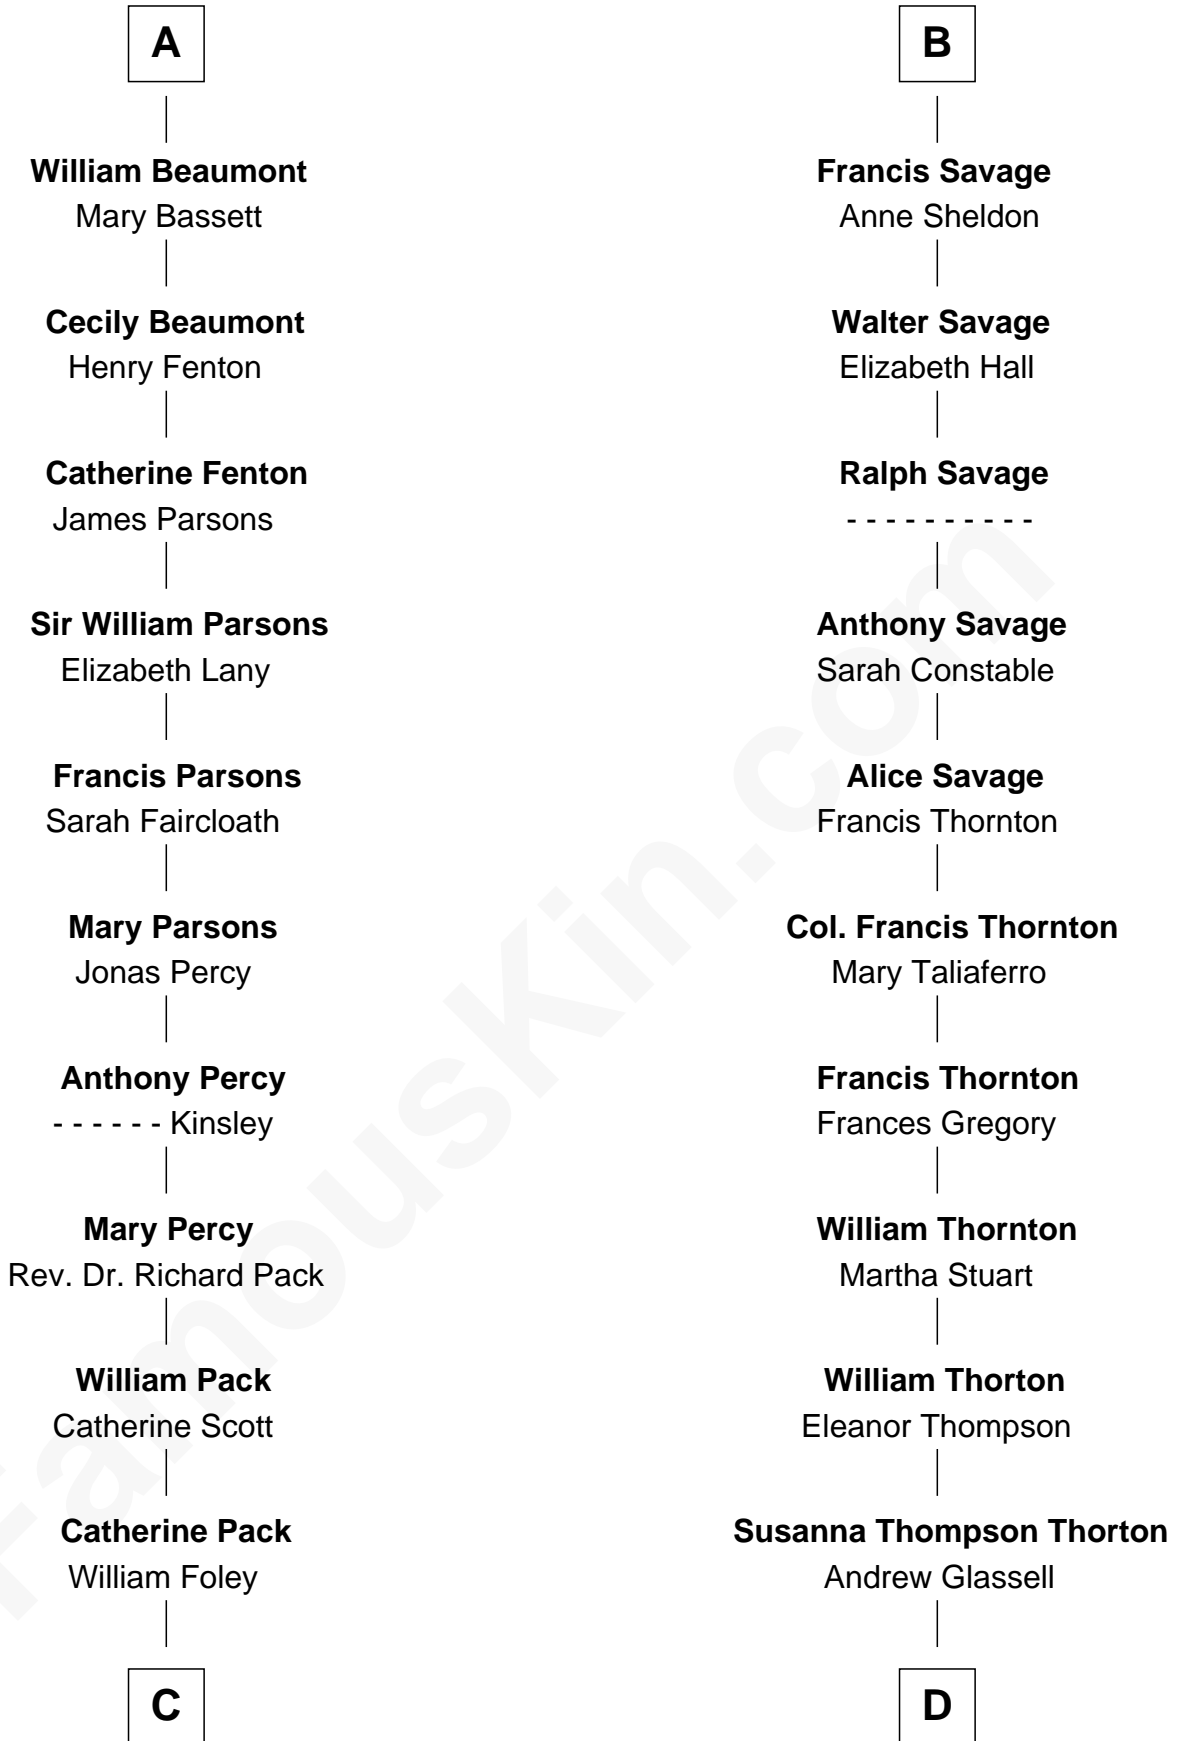 A
William Beaumont
Mary Bassett
Cecily Beaumont
Henry Fenton
Catherine Fenton
James Parsons
Sir William Parsons
Elizabeth Lany
Francis Parsons
Sarah Faircloath
Mary Parsons
Jonas Percy
Anthony Percy
- - - - - - Kinsley
Mary Percy
Rev. Dr. Richard Pack
William Pack
Catherine Scott
Catherine Pack
William Foley
C
B
Francis Savage
Anne Sheldon
Walter Savage
Elizabeth Hall
Ralph Savage
- - - - - - - - - -
Anthony Savage
Sarah Constable
Alice Savage
Francis Thornton
Col. Francis Thornton
Mary Taliaferro
Francis Thornton
Frances Gregory
William Thornton
Martha Stuart
William Thorton
Eleanor Thompson
Susanna Thompson Thorton
Andrew Glassell
D
FamousKin.com